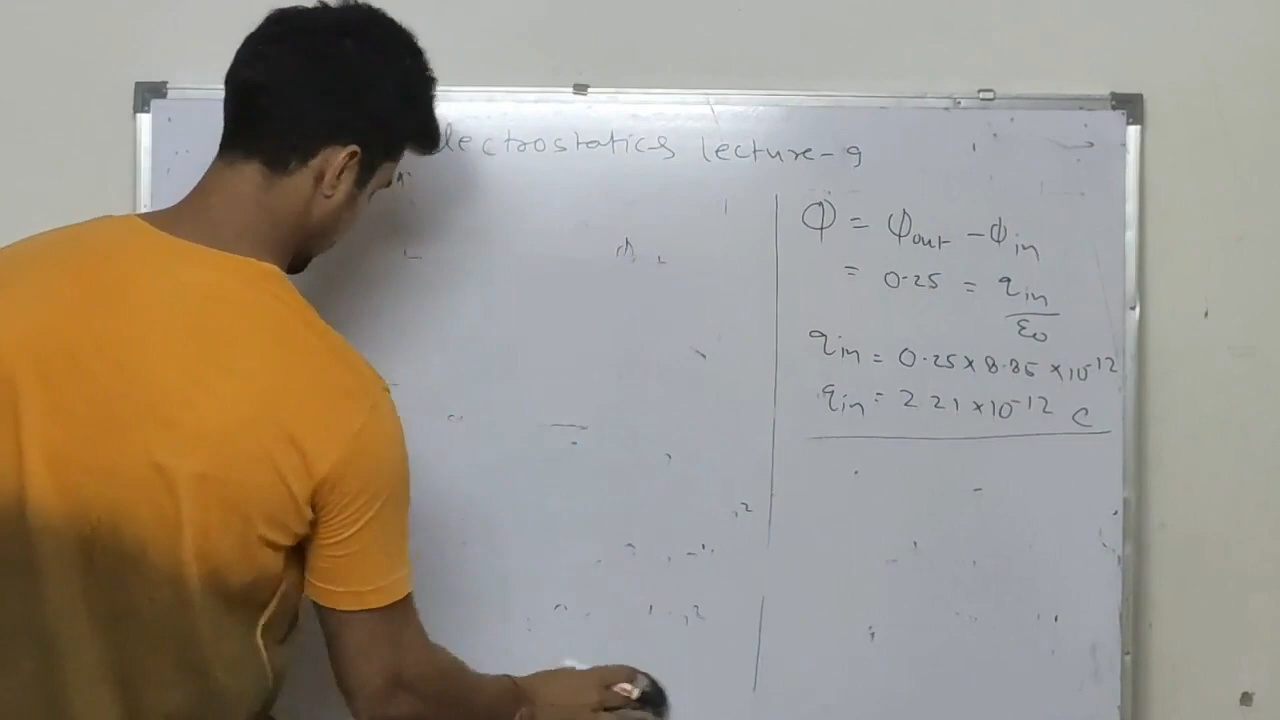 lectrostatics lecture-9
Φ = φout - φin
= 0.25 = qin/ε0
qin = 0.25 × 8.85 × 10^-12
qin = 2.21 × 10^-12 C